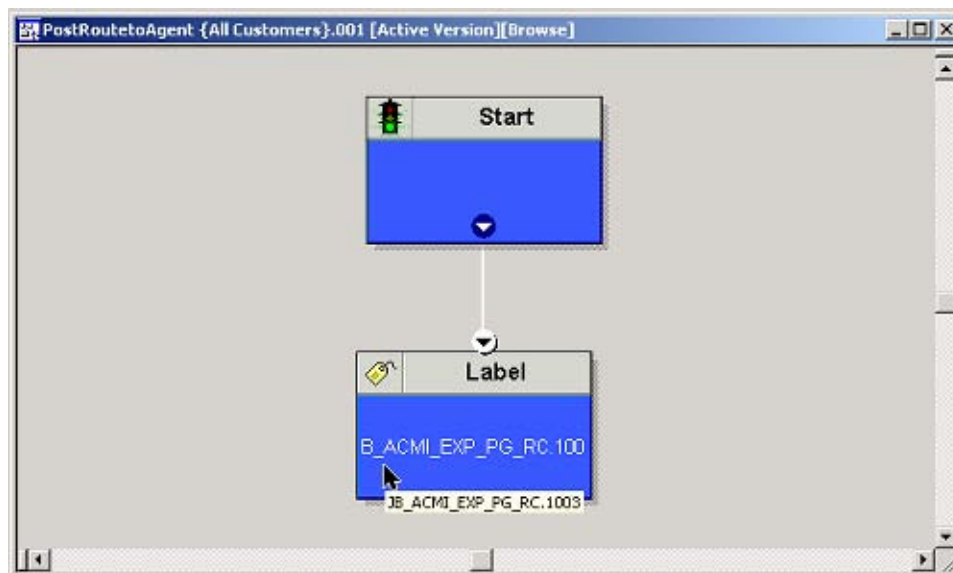 PostRoutetoAgent {All Customers}.001 [Active Version][Browse]
Start
Label
B_ACMI_EXP_PG_RC.100
JB_ACMI_EXP_PG_RC.1003